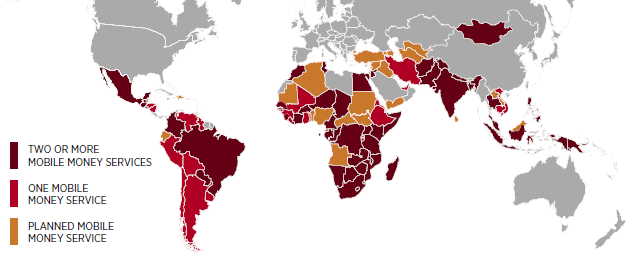 TWO OR MORE
MOBILE MONEY SERVICES
ONE MOBILE
MONEY SERVICE
PLANNED MOBILE
MONEY SERVICE